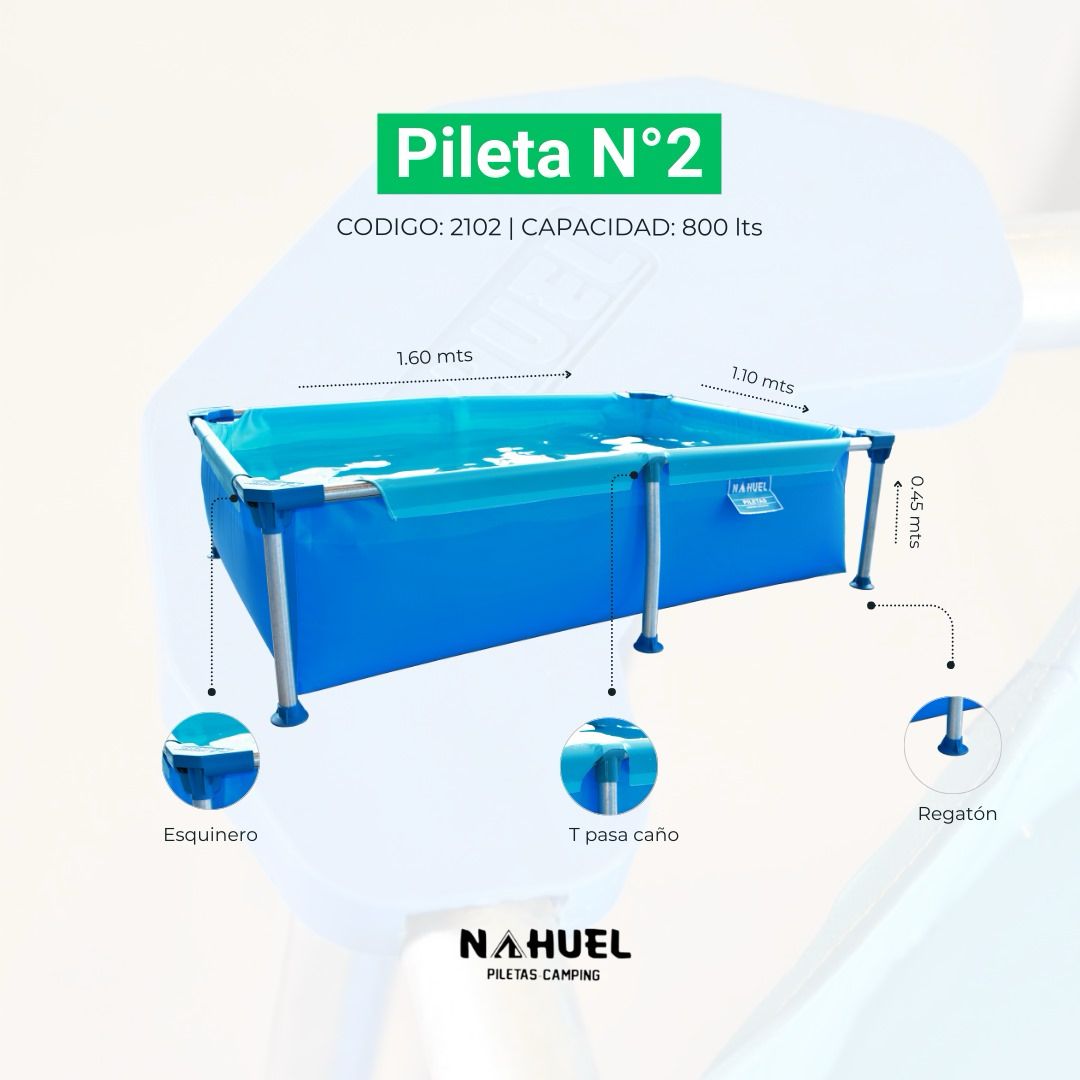 Pileta N°2
CODIGO: 2102 | CAPACIDAD: 800 lts
1.60 mts
1.10 mts
0.45 mts
NAHUEL
PILETAS
Esquinero
T pasa caño
Regatón
NAHUEL
PILETAS-CAMPING